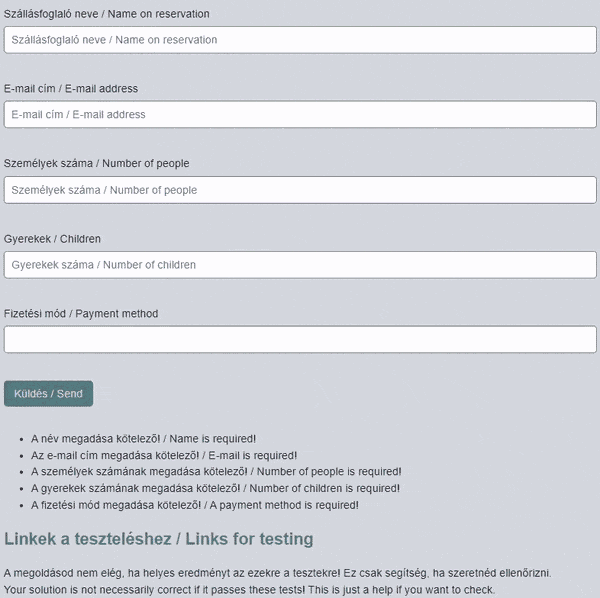 Szállásfoglaló neve / Name on reservation
Szállásfoglaló neve / Name on reservation
E-mail cím / E-mail address
E-mail cím / E-mail address
Személyek száma / Number of people
Személyek száma / Number of people
Gyerekek / Children
Gyerekek száma / Number of children
Fizetési mód / Payment method
Küldés / Send
A név megadása kötelező! / Name is required!
Az e-mail cím megadása kötelező! / E-mail is required!
A személyek számának megadása kötelező! / Number of people is required!
A gyerekek számának megadása kötelező! / Number of children is required!
A fizetési mód megadása kötelező! / A payment method is required!
Linkek a teszteléshez / Links for testing
A megoldásod nem elég, ha helyes eredményt az ezekre a tesztekre! Ez csak segítség, ha szeretnéd ellenőrizni.
Your solution is not necessarily correct if it passes these tests! This is just a help if you want to check.